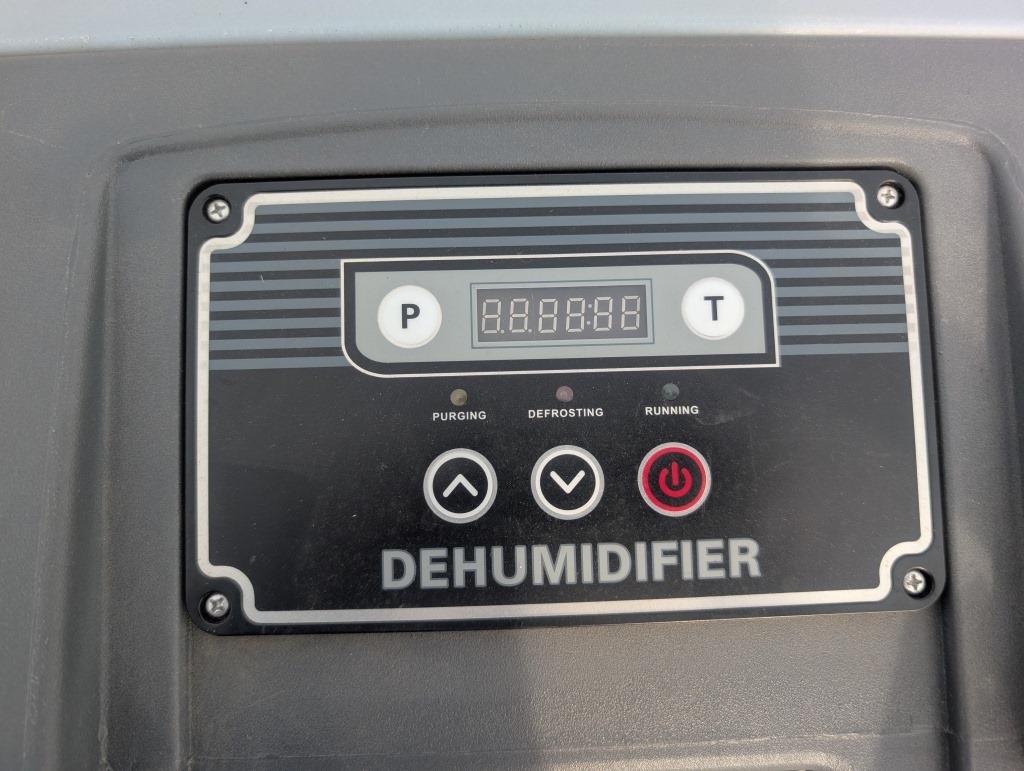 P
T
PURGING
DEFROSTING
RUNNING
DEHUMIDIFIER